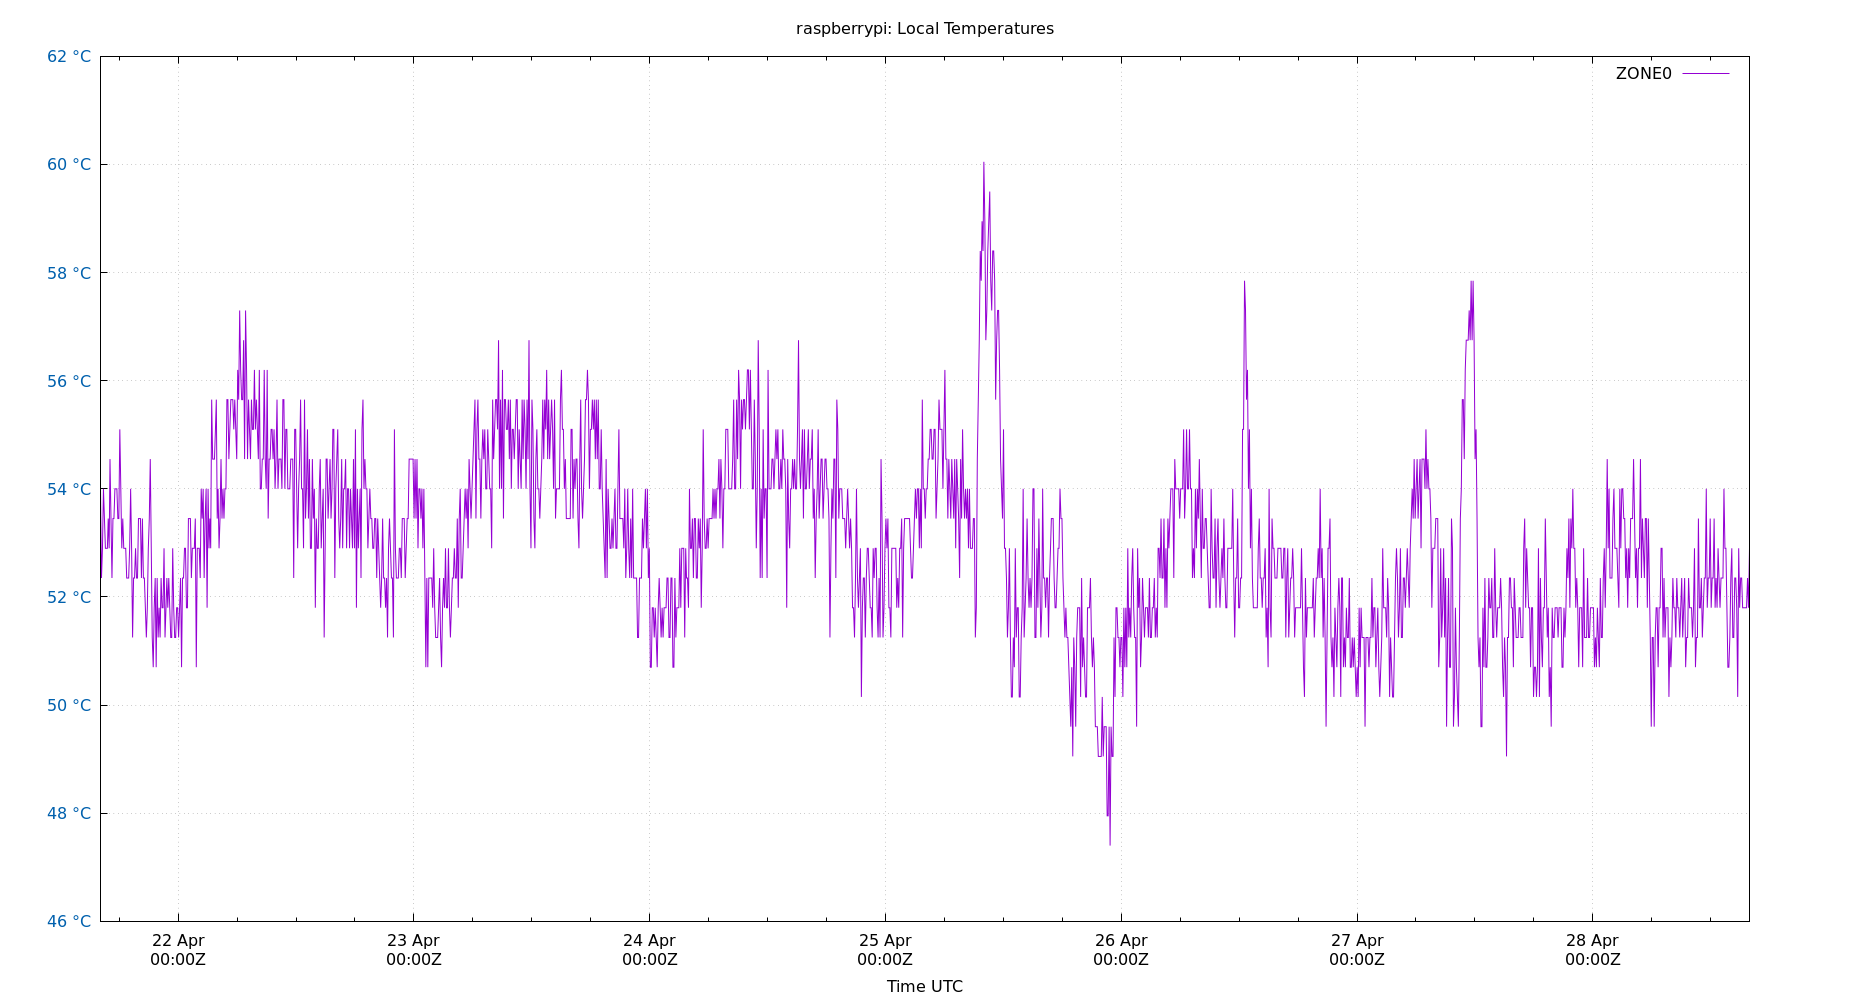 raspberrypi: Local Temperatures
62 °C
ZONE0
60 °C
58 °C
56 °C
54 °C
52 °C
50 °C
48 °C
46 °C
22 Apr 23 Apr 24 Apr 25 Apr 26 Apr 27 Apr 28 Apr
00:00Z 00:00Z 00:00Z 00:00Z 00:00Z 00:00Z 00:00Z
Time UTC